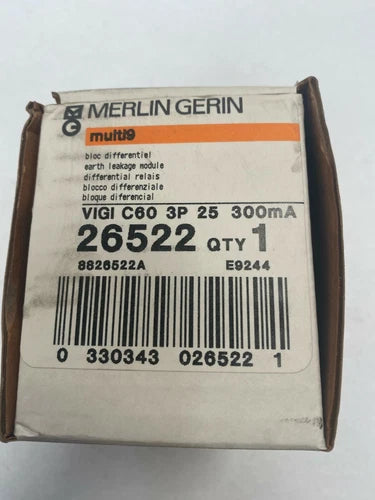 MERLIN GERIN
multi9
bloc differentiel
earth leakage module
differential relais
blocco differenziale
bloque diferencial
VIGI C60 3P 25 300mA
26522 QTY 1
8826522A E9244
0 330343 026522 1